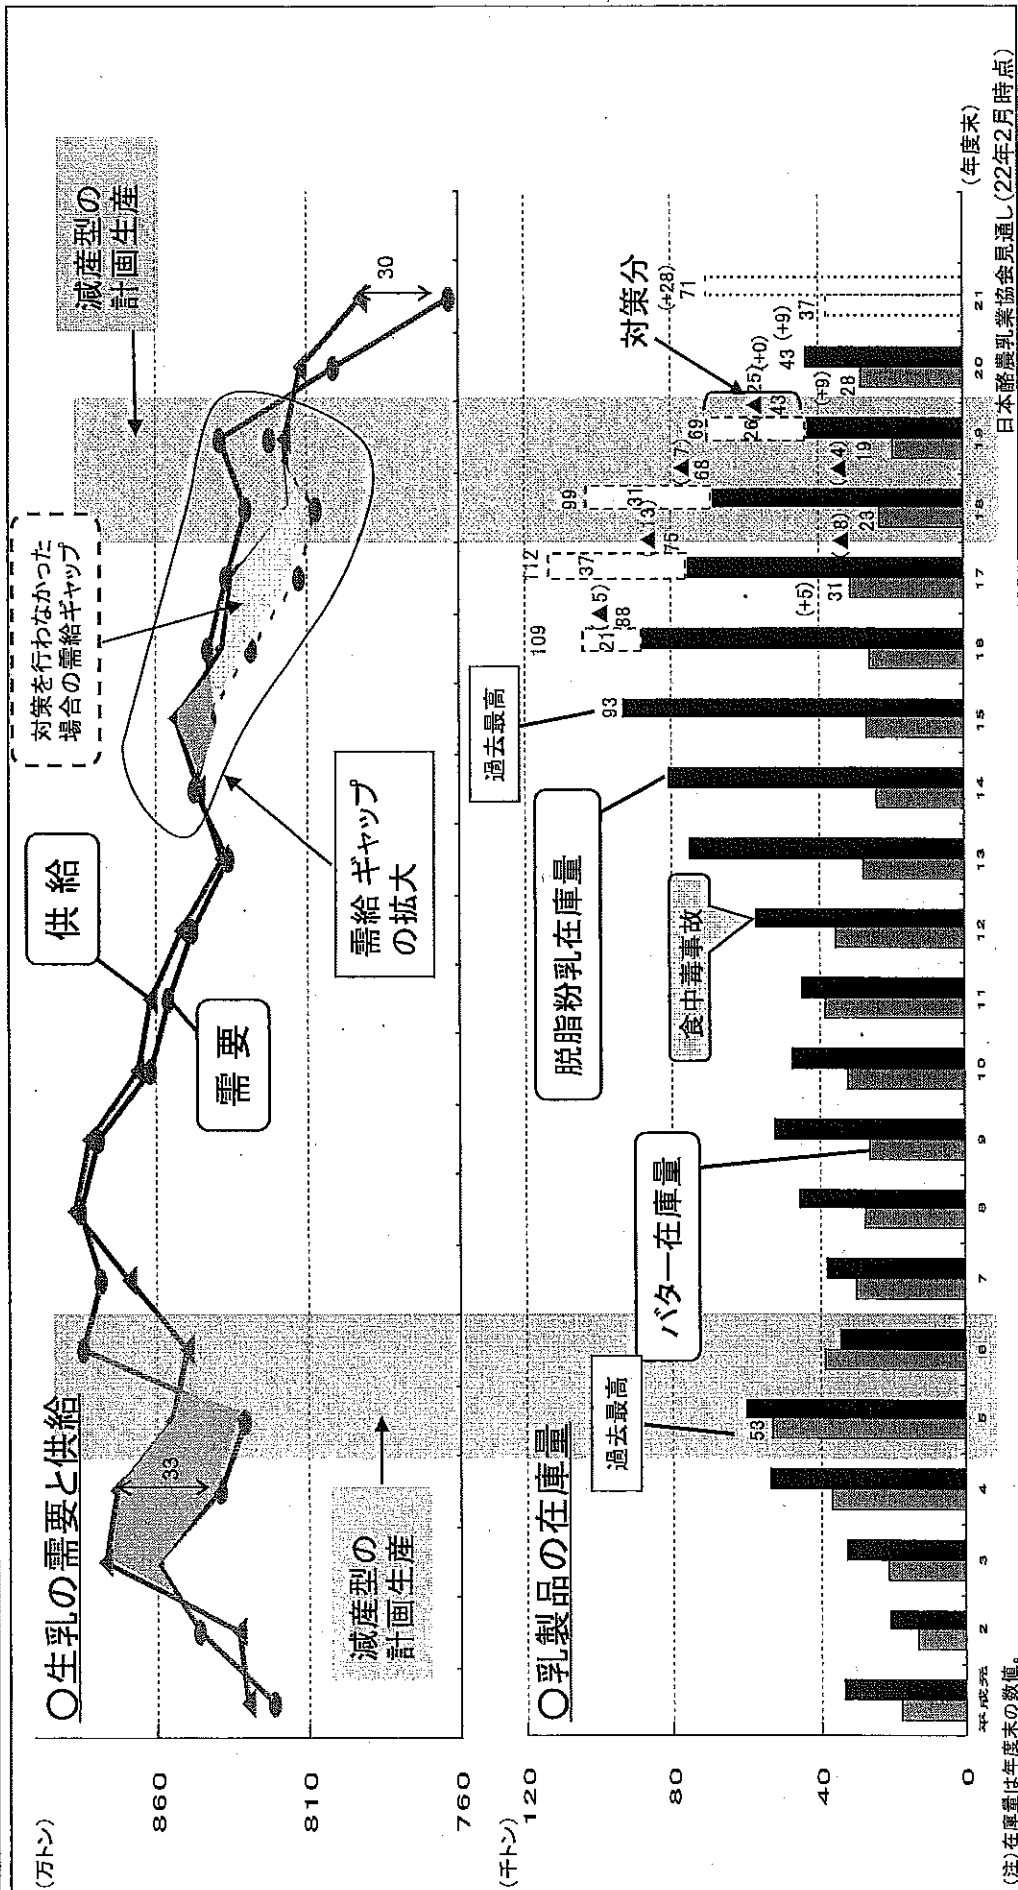 ○生乳の需要と供給
(万トン)
860
810
760
33
減産型の
計画生産
供 給
需 要
需給ギャップ
の拡大
対策を行わなかった
場合の需給ギャップ
減産型の
計画生産
30
○乳製品の在庫量
(千トン)
120
80
40
0
過去最高
53
バター在庫量
脱脂粉乳在庫量
食中毒事故
過去最高
93
109
21
(▲5)
88
(+5)
31
112
37
(▲13)
75
(▲8)
23
99
31
(▲7)
68
(▲4)
19
69
26
(▲25)
43
対策分
(+0)
43
(+9)
28
(+28)
71
(+9)
37
平成元
2
3
4
5
6
7
8
9
10
11
12
13
14
15
16
17
18
19
20
21
(年度末)
日本酪農乳業協会見通し(22年2月時点)
(注)在庫量は年度末の数値。